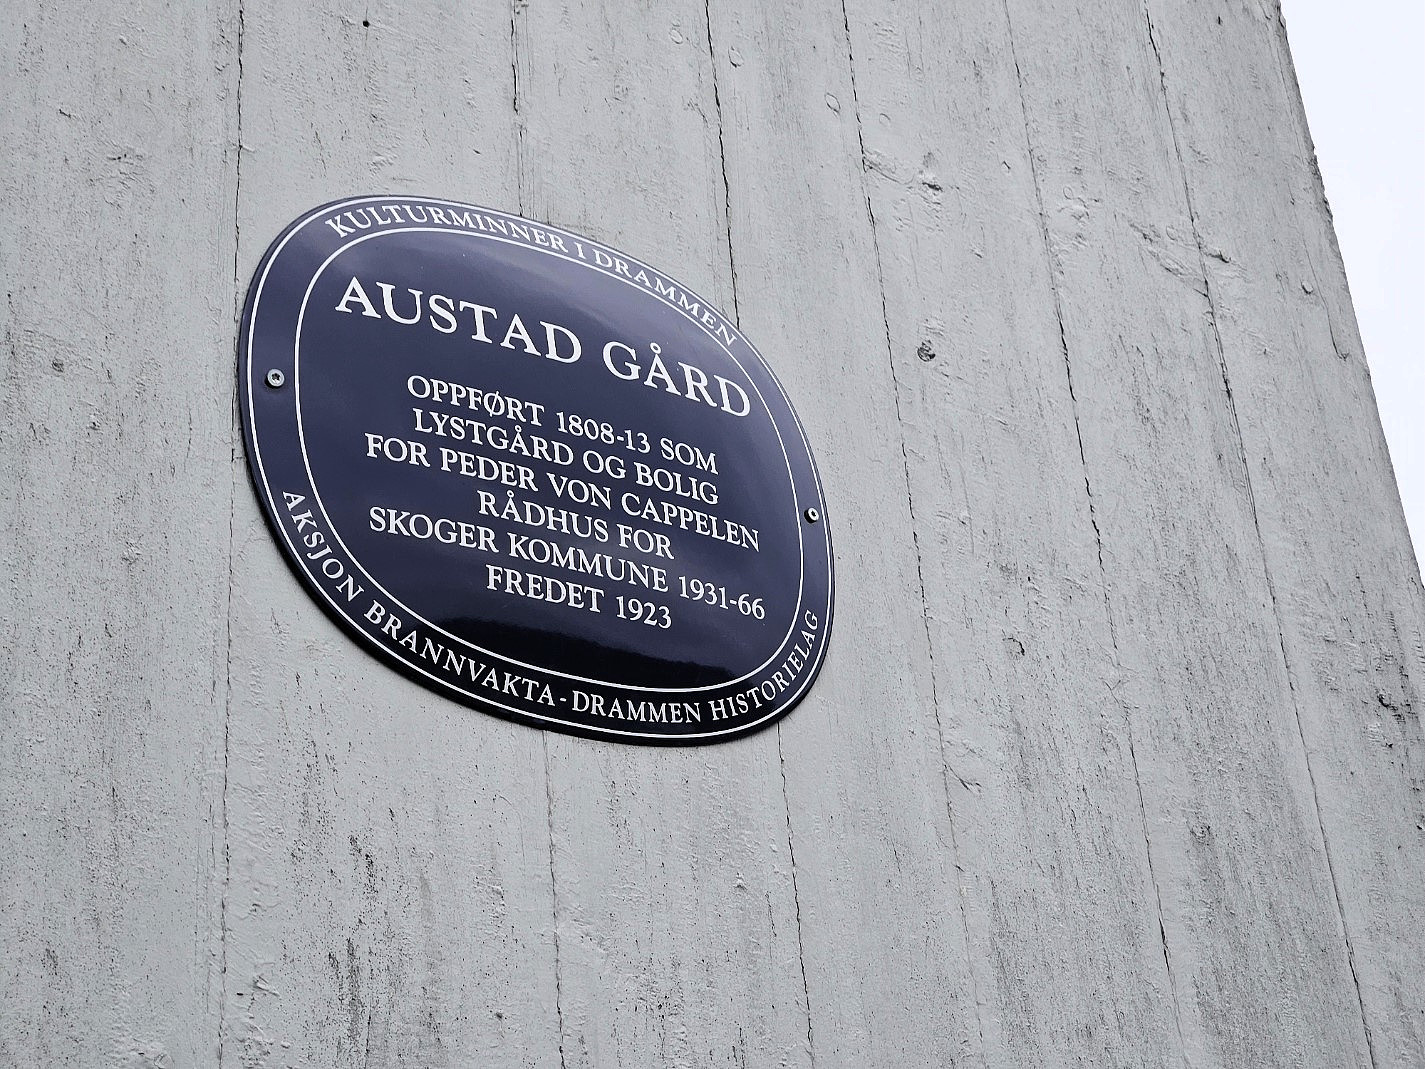 KULTURMINNER I DRAMMEN
AUSTAD GÅRD
OPPFØRT 1808-13 SOM
LYSTGÅRD OG BOLIG
FOR PEDER VON CAPPELEN
RÅDHUS FOR
SKOGER KOMMUNE 1931-66
FREDET 1923
AKSJON BRANNVAKTA - DRAMMEN HISTORIELAG